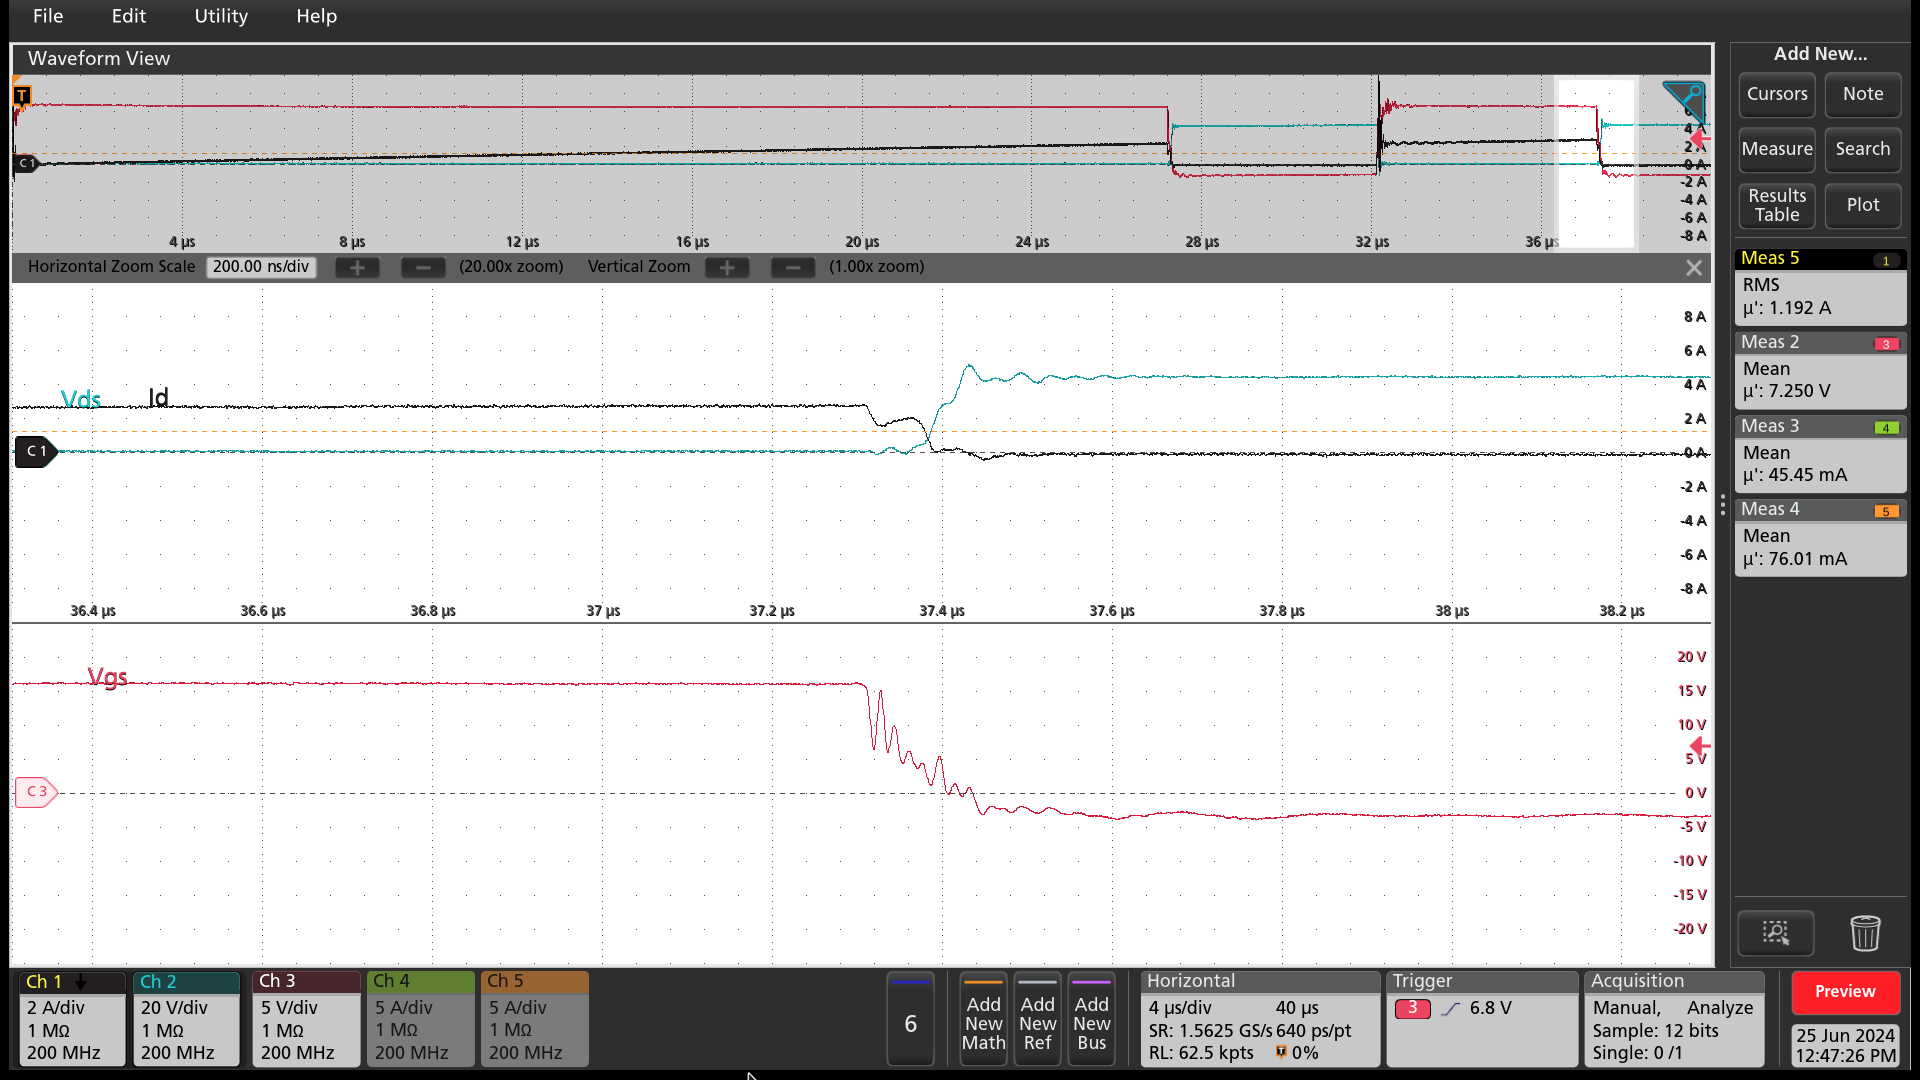 File Edit Utility Help
Waveform View
Add New...
Cursors Note
Measure Search
Results Table Plot
T
C 1
4 A
2 A
0 A
-2 A
-4 A
-6 A
-8 A
4 µs 8 µs 12 µs 16 µs 20 µs 24 µs 28 µs 32 µs 36 µs
Horizontal Zoom Scale 200.00 ns/div + − (20.00x zoom) Vertical Zoom + − (1.00x zoom)
8 A
6 A
4 A
2 A
0 A
-2 A
-4 A
-6 A
-8 A
Vds Id
C 1
36.4 µs 36.6 µs 36.8 µs 37 µs 37.2 µs 37.4 µs 37.6 µs 37.8 µs 38 µs 38.2 µs
Vgs
C 3
20 V
15 V
10 V
5 V
0 V
-5 V
-10 V
-15 V
-20 V
Meas 5 1
RMS
µ': 1.192 A
Meas 2 3
Mean
µ': 7.250 V
Meas 3 4
Mean
µ': 45.45 mA
Meas 4 5
Mean
µ': 76.01 mA
Ch 1
2 A/div
1 MΩ
200 MHz
Ch 2
20 V/div
1 MΩ
200 MHz
Ch 3
5 V/div
1 MΩ
200 MHz
Ch 4
5 A/div
1 MΩ
200 MHz
Ch 5
5 A/div
1 MΩ
200 MHz
6
Add New Math
Add New Ref
Add New Bus
Horizontal
4 µs/div 40 µs
SR: 1.5625 GS/s 640 ps/pt
RL: 62.5 kpts T 0%
Trigger
3 6.8 V
Acquisition
Manual, Analyze
Sample: 12 bits
Single: 0 /1
Preview
25 Jun 2024
12:47:26 PM